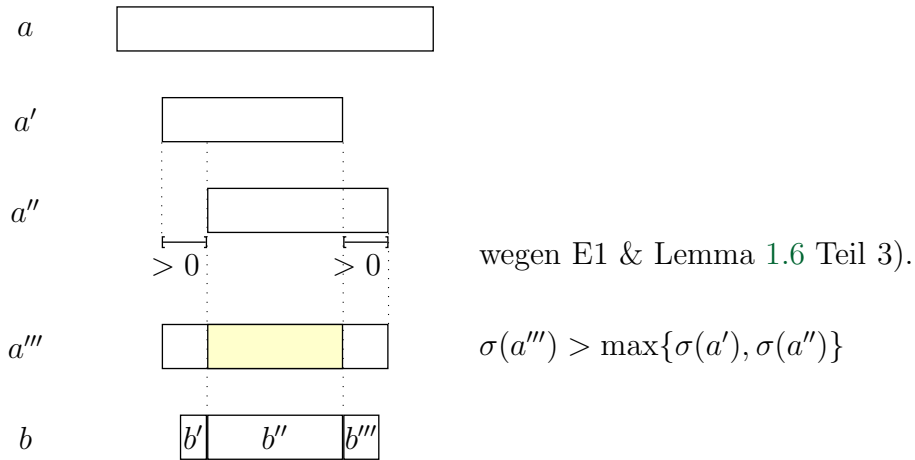 a
a′
a″
> 0 > 0
wegen E1 & Lemma 1.6 Teil 3).
a‴ σ(a‴) > max{σ(a′), σ(a″)}
b b′ b″ b‴